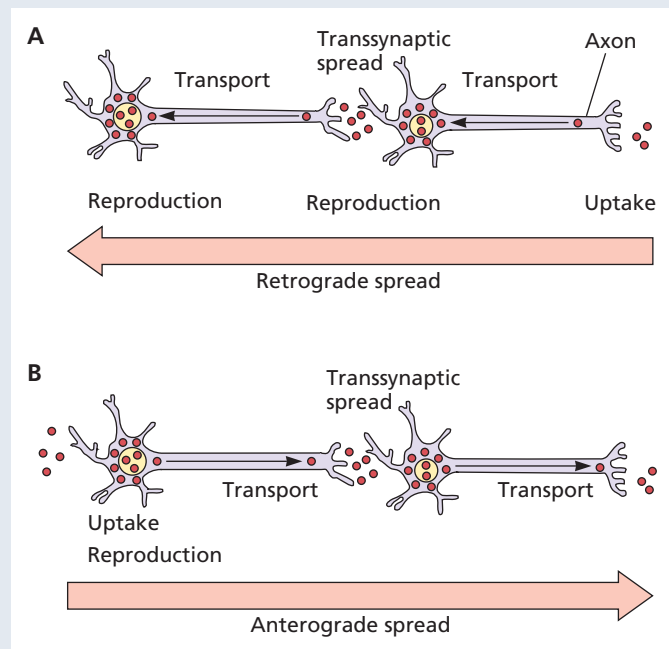 A
Transsynaptic
spread
Axon
Transport
Transport
Reproduction
Reproduction
Uptake
Retrograde spread
B
Transsynaptic
spread
Transport
Transport
Uptake
Reproduction
Anterograde spread